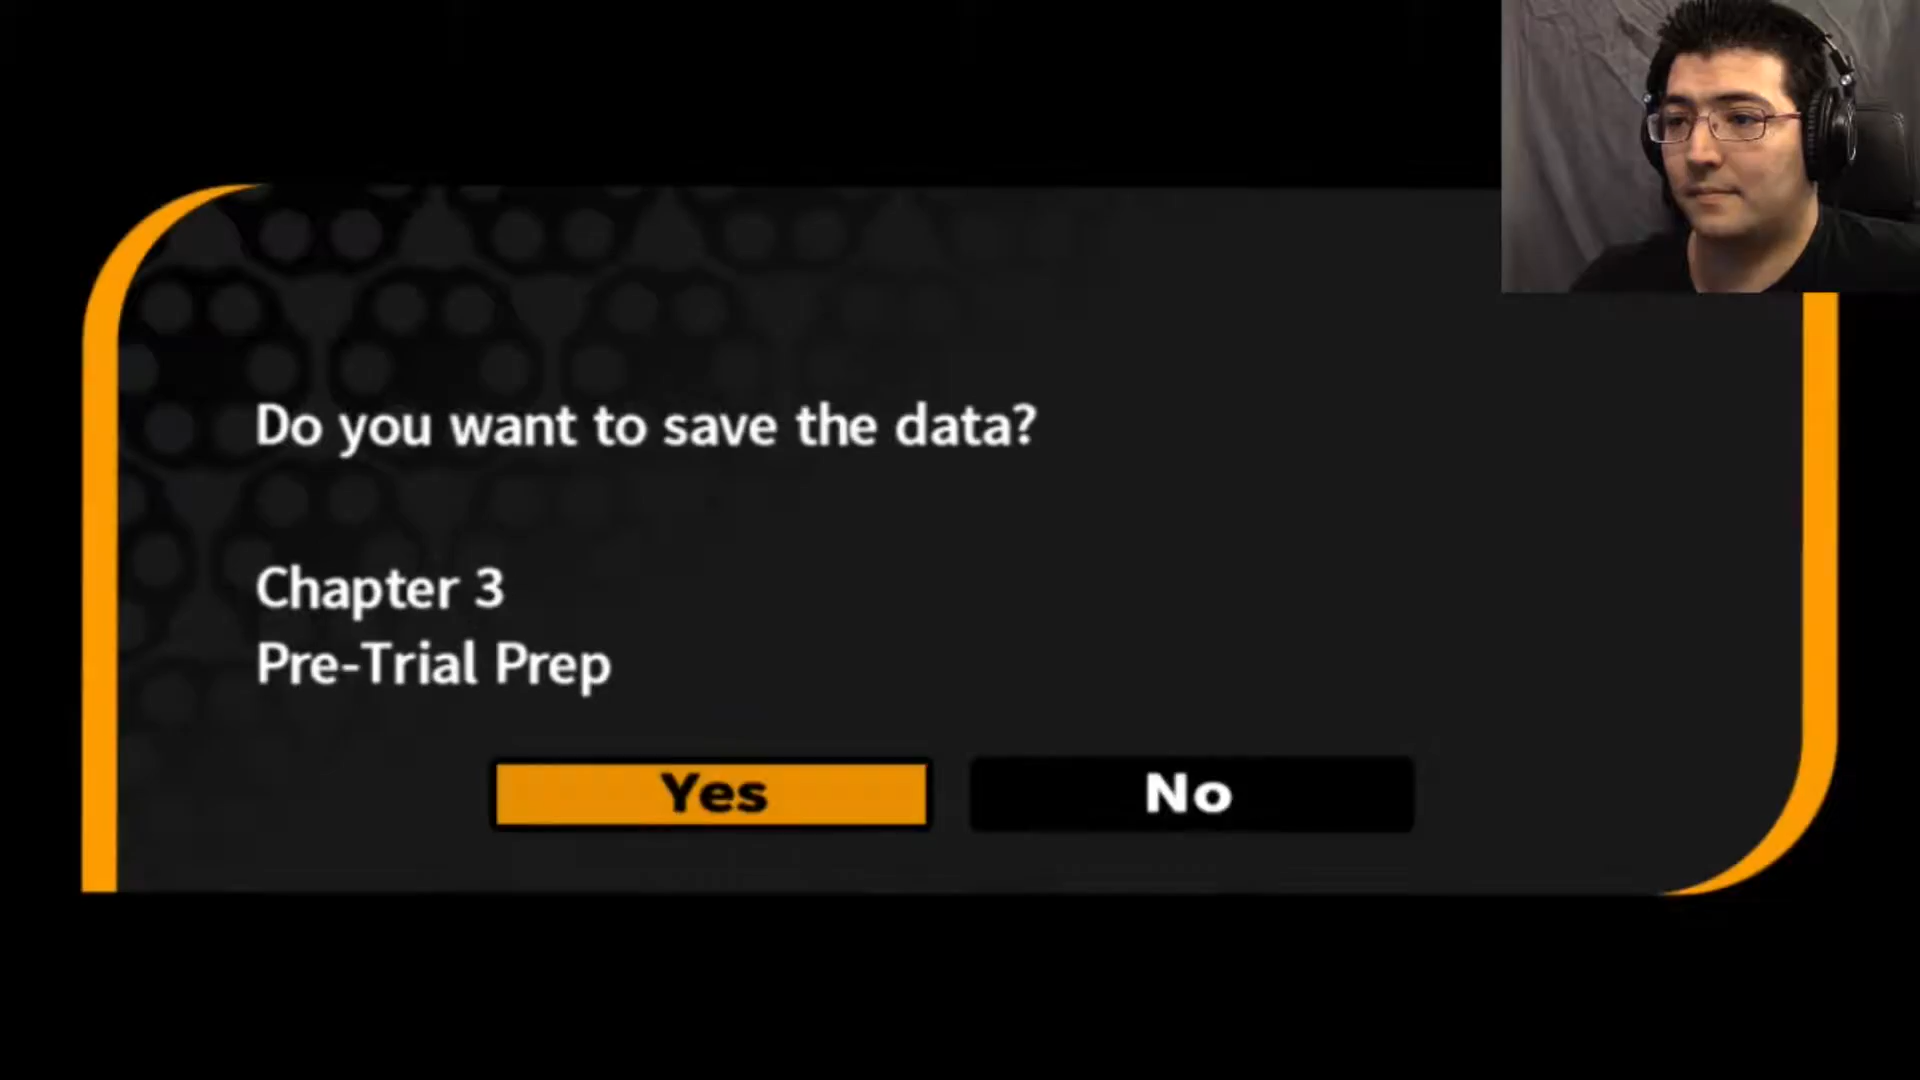 Do you want to save the data?
Chapter 3
Pre-Trial Prep
Yes
No